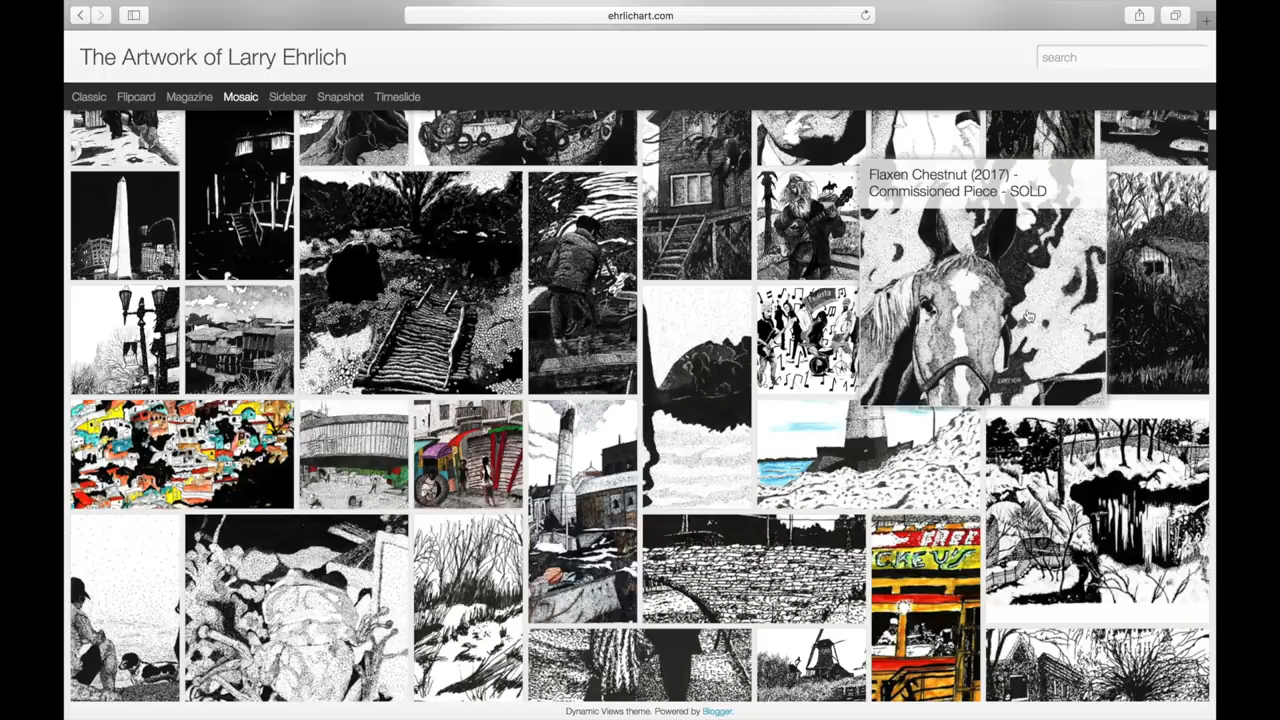 ehrlichart.com
The Artwork of Larry Ehrlich
search
Classic Flipcard Magazine Mosaic Sidebar Snapshot Timeslide
Flaxen Chestnut (2017) -
Commissioned Piece - SOLD
Dynamic Views theme. Powered by Blogger.